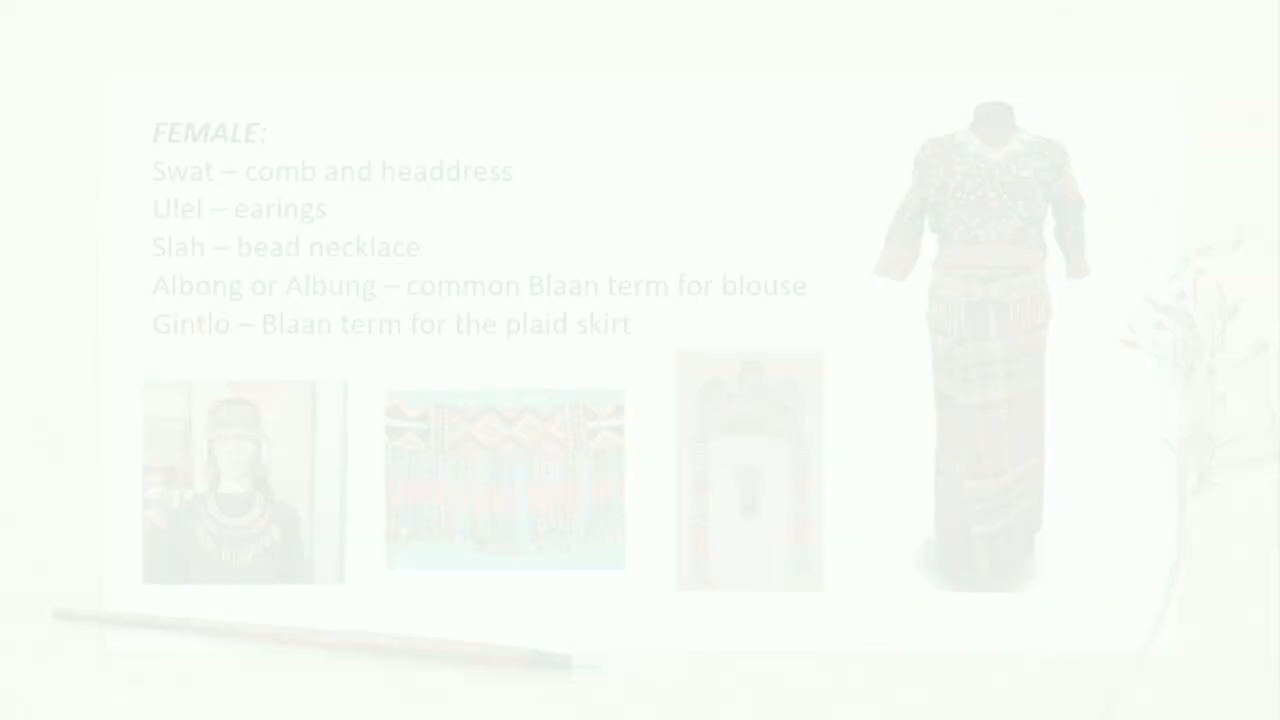 FEMALE:
Swat – comb and headdress
Ulel – earings
Slah – bead necklace
Albong or Albung – common Blaan term for blouse
Gintlo – Blaan term for the plaid skirt